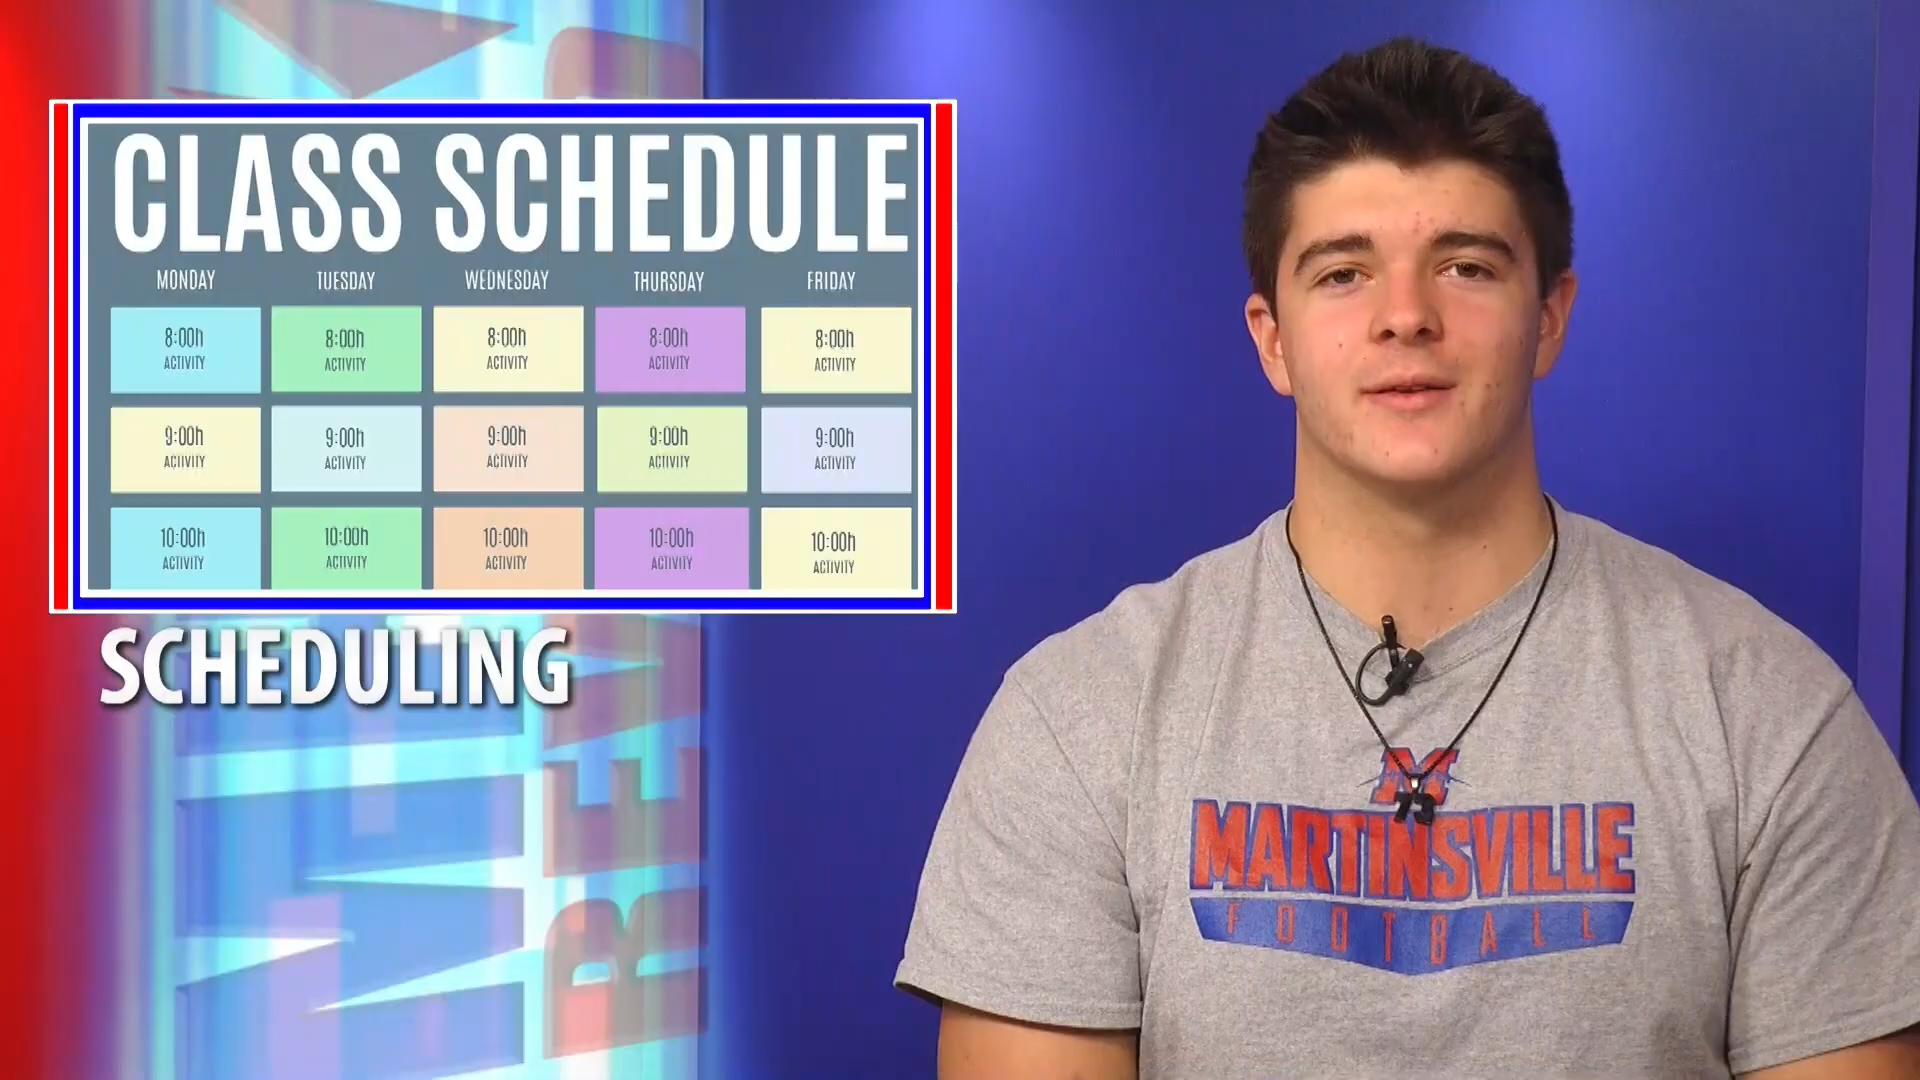 CLASS SCHEDULE
MONDAY TUESDAY WEDNESDAY THURSDAY FRIDAY
8:00h 8:00h 8:00h 8:00h 8:00h
ACTIVITY ACTIVITY ACTIVITY ACTIVITY ACTIVITY
9:00h 9:00h 9:00h 9:00h 9:00h
ACTIVITY ACTIVITY ACTIVITY ACTIVITY ACTIVITY
10:00h 10:00h 10:00h 10:00h 10:00h
ACTIVITY ACTIVITY ACTIVITY ACTIVITY ACTIVITY
SCHEDULING
M
73
MARTINSVILLE
FOOTBALL